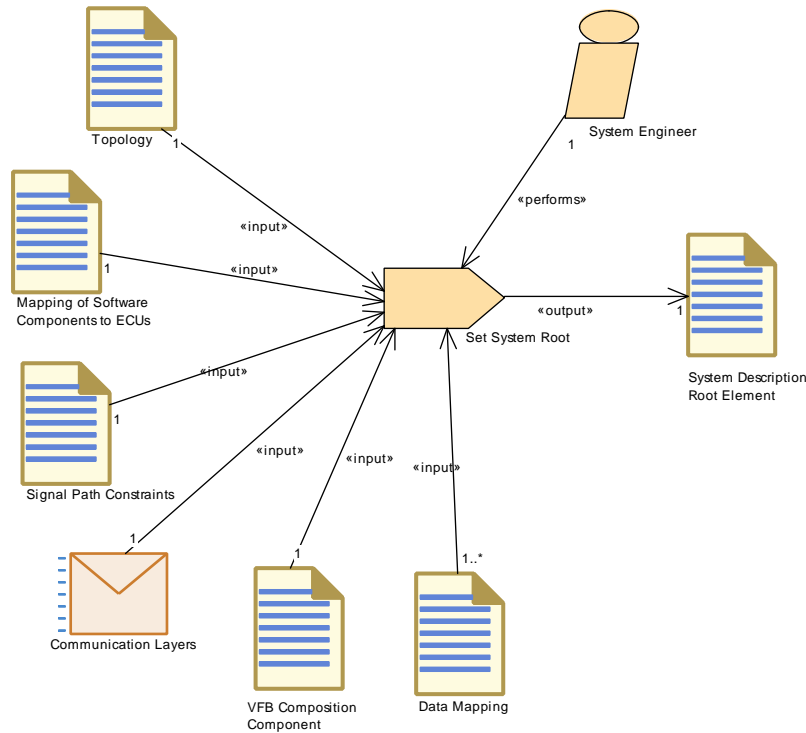 Topology
1
System Engineer
1
«performs»
«input»
Mapping of Software
Components to ECUs
1
«input»
Set System Root
«output»
1
System Description
Root Element
Signal Path Constraints
1
«input»
Communication Layers
1
«input»
VFB Composition
Component
1
«input»
Data Mapping
1..*
«input»